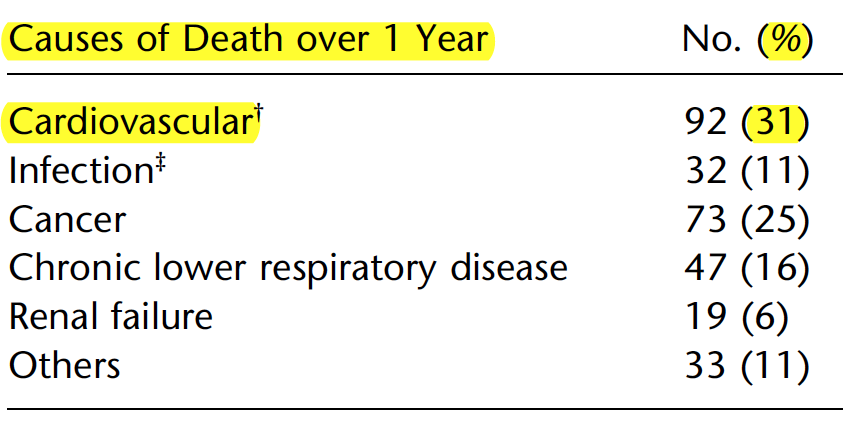 Causes of Death over 1 Year No. (%)
Cardiovascular† 92 (31)
Infection‡ 32 (11)
Cancer 73 (25)
Chronic lower respiratory disease 47 (16)
Renal failure 19 (6)
Others 33 (11)